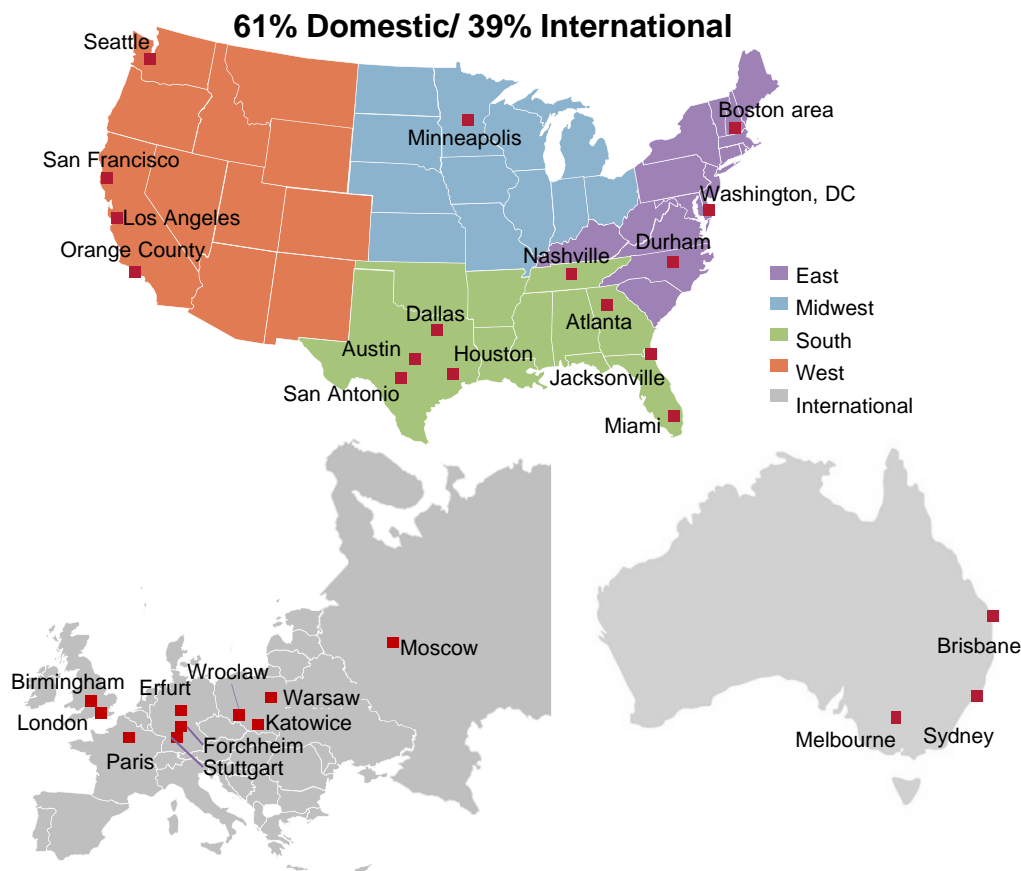 61% Domestic/ 39% International
Seattle
Boston area
Minneapolis
San Francisco
Washington, DC
Los Angeles
Durham
Orange County
Nashville
East
Midwest
Dallas
Atlanta
South
Austin
Houston
West
San Antonio
Jacksonville
International
Miami
Moscow
Brisbane
Wroclaw
Birmingham
Erfurt
Warsaw
London
Katowice
Melbourne
Sydney
Forchheim
Paris
Stuttgart